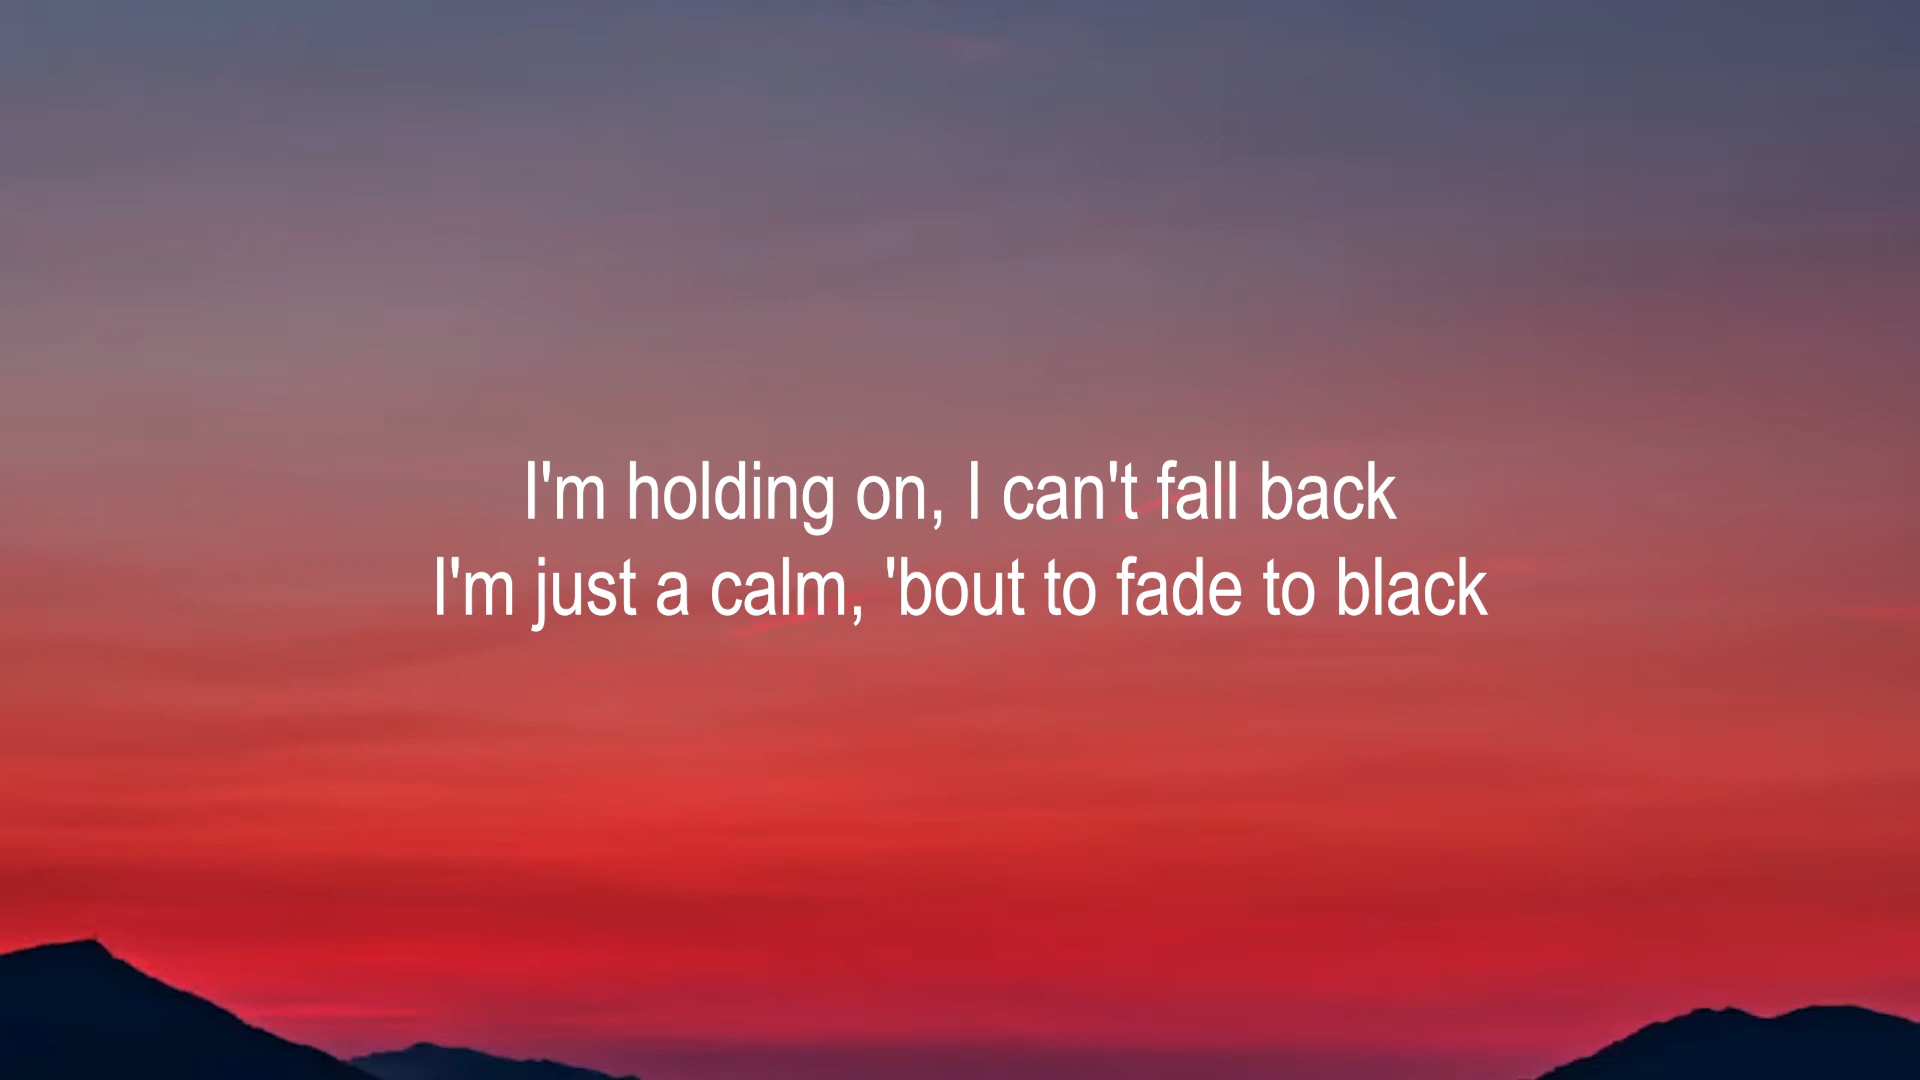 I'm holding on, I can't fall back
I'm just a calm, 'bout to fade to black